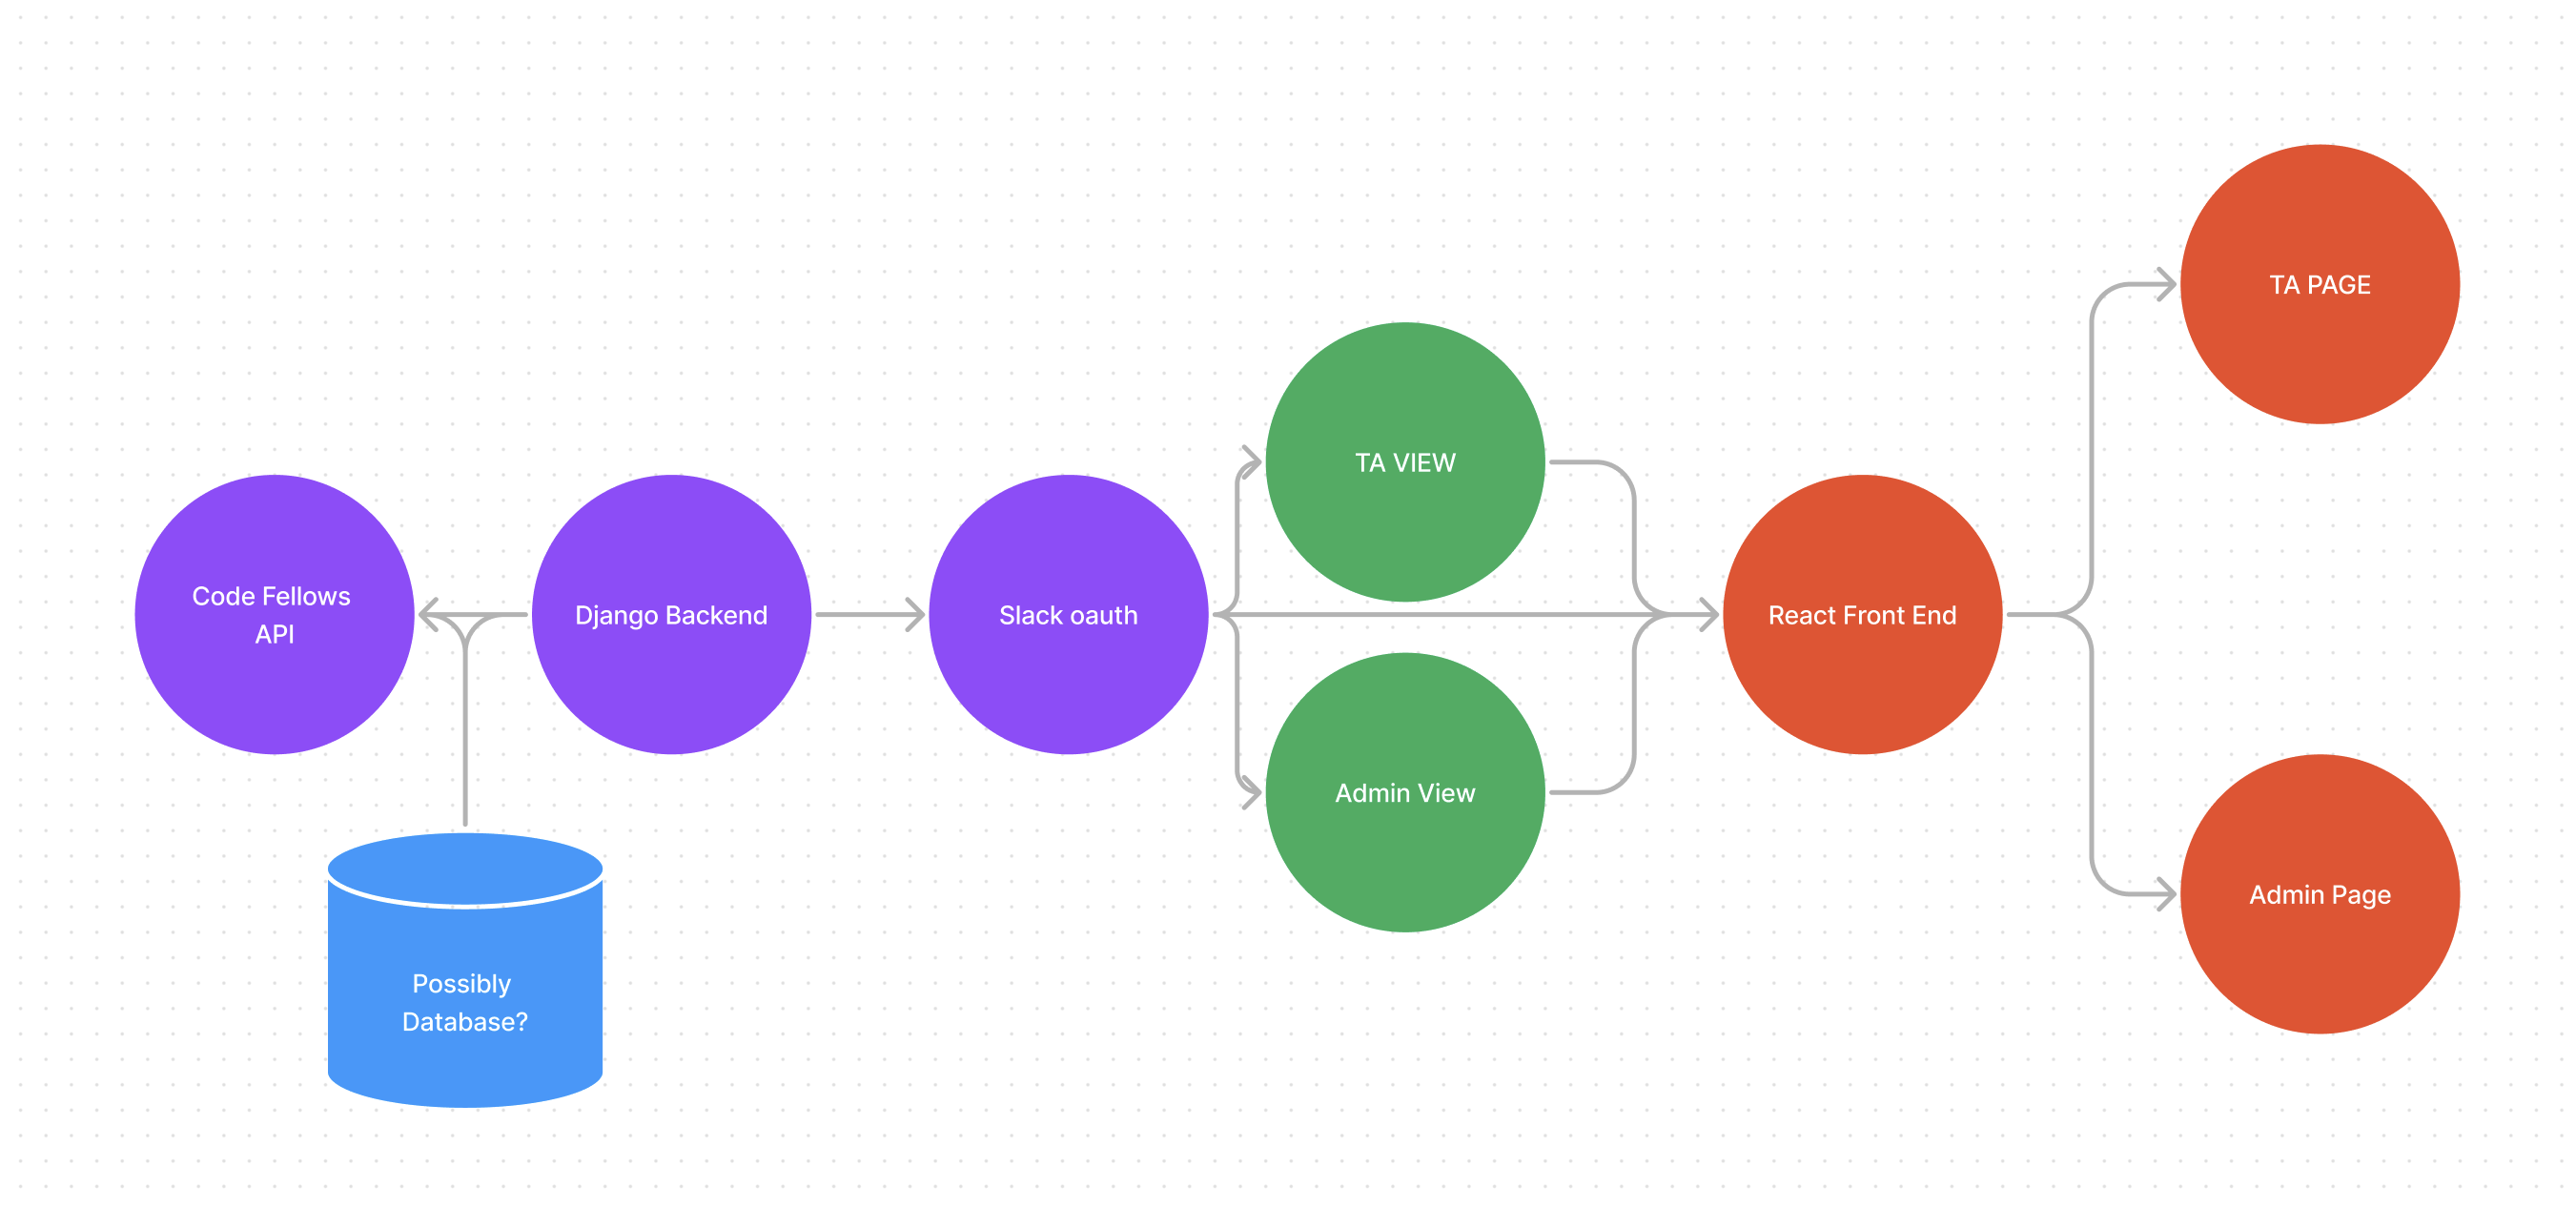 Code Fellows
API
Django Backend
Slack oauth
TA VIEW
Admin View
React Front End
TA PAGE
Admin Page
Possibly
Database?